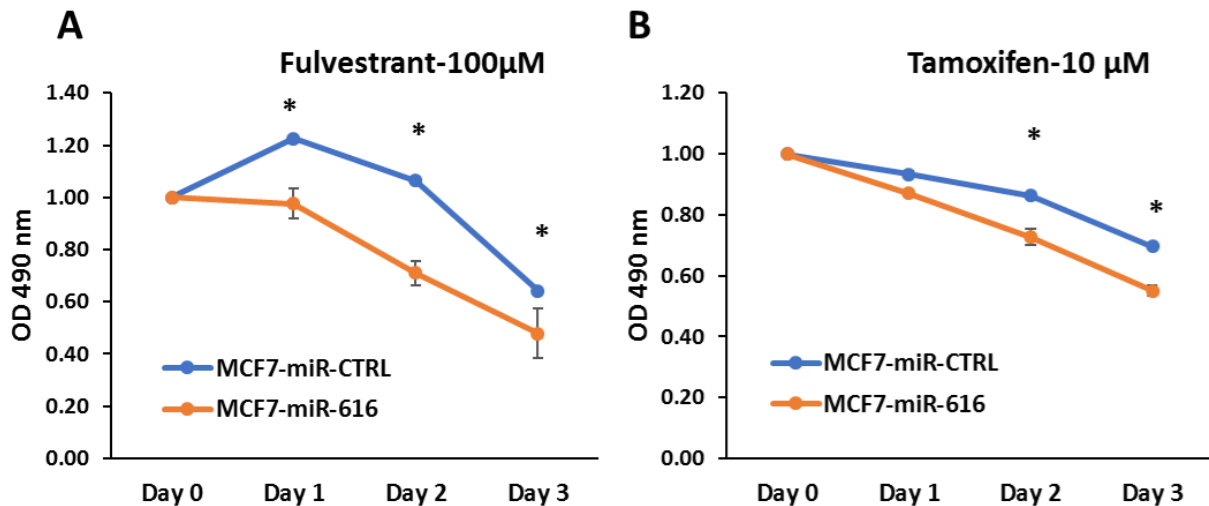 A
Fulvestrant-100μM
1.40
1.20
1.00
0.80
0.60
0.40
0.20
0.00
OD 490 nm
*
*
*
MCF7-miR-CTRL
MCF7-miR-616
Day 0 Day 1 Day 2 Day 3
B
Tamoxifen-10 μM
1.20
1.00
0.80
0.60
0.40
0.20
0.00
OD 490 nm
*
*
MCF7-miR-CTRL
MCF7-miR-616
Day 0 Day 1 Day 2 Day 3